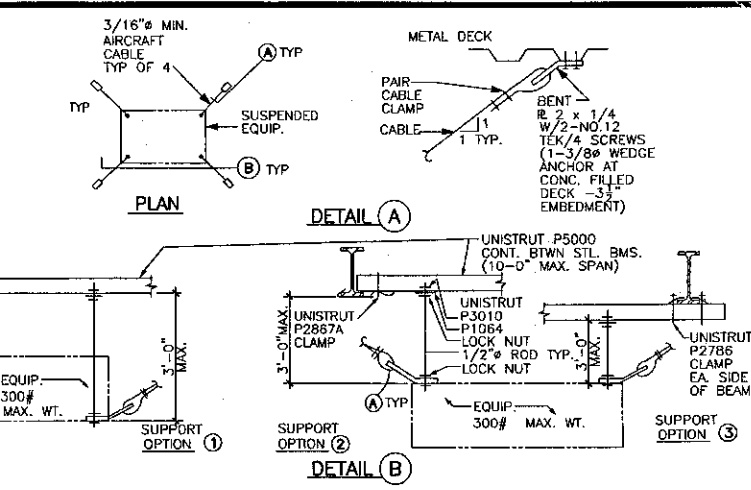 3/16"ø MIN.
AIRCRAFT
CABLE
TYP OF 4
A TYP
TYP
SUSPENDED
EQUIP.
B TYP
PLAN
METAL DECK
PAIR
CABLE
CLAMP
CABLE
1
1 TYP.
BENT
PL 2 x 1/4
W/2-NO.12
TEK/4 SCREWS
(1-3/8ø WEDGE
ANCHOR AT
CONC. FILLED
DECK -3 1/2"
EMBEDMENT)
DETAIL A
UNISTRUT P5000
CONT. BTWN STL. BMS.
(10-0" MAX. SPAN)
3'-0"
MAX.
EQUIP.
300#
MAX. WT.
SUPPORT
OPTION 1
3'-0" MAX.
UNISTRUT
P2867A
CLAMP
UNISTRUT
P3010
P1064
LOCK NUT
1/2"ø ROD TYP.
LOCK NUT
A TYP
EQUIP.
300# MAX. WT.
SUPPORT
OPTION 2
3'-0"
MAX.
UNISTRUT
P2786
CLAMP
EA. SIDE
OF BEAM
SUPPORT
OPTION 3
DETAIL B